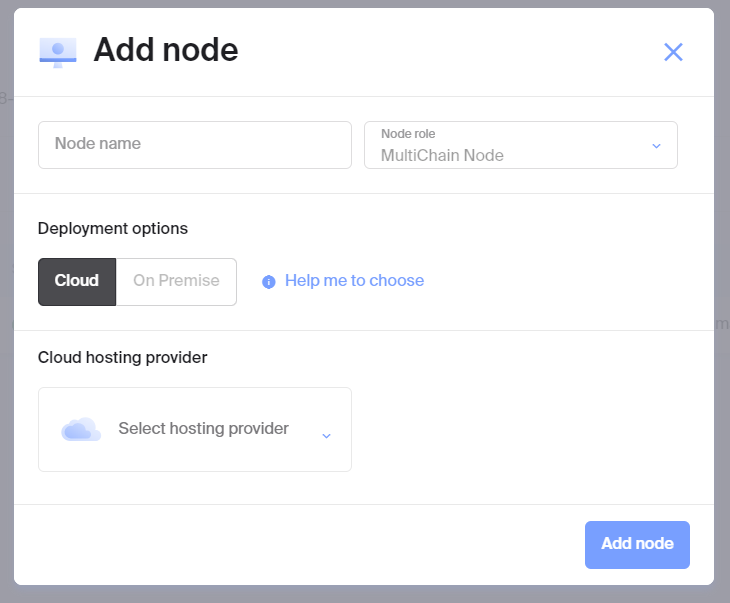 Add node
Node name
Node role
MultiChain Node
Deployment options
Cloud
On Premise
Help me to choose
Cloud hosting provider
Select hosting provider
Add node